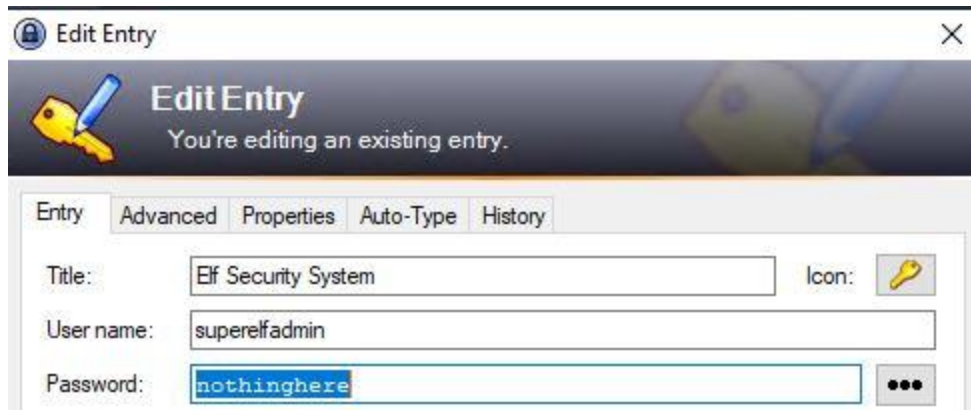 Edit Entry
Edit Entry
You're editing an existing entry.
Entry Advanced Properties Auto-Type History
Title: Elf Security System Icon:
User name: superelfadmin
Password: nothinghere